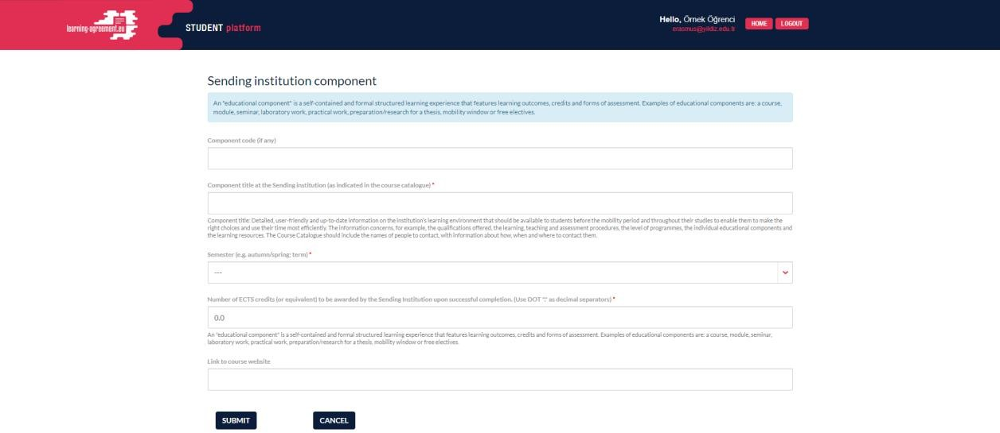 learning-agreement.eu
STUDENT platform
Hello, Örnek Öğrenci
erasmus@yildiz.edu.tr
HOME
LOGOUT
Sending institution component
An "educational component" is a self-contained and formal structured learning experience that features learning outcomes, credits and forms of assessment. Examples of educational components are: a course,
module, seminar, laboratory work, practical work, preparation/research for a thesis, mobility window or free electives.
Component code (if any)
Component title at the Sending institution (as indicated in the course catalogue) *
Component title: Detailed, user-friendly and up-to-date information on the institution's learning environment that should be available to students before the mobility period and throughout their studies to enable them to make the
right choices and use their time most efficiently. The information concerns, for example, the qualifications offered, the learning, teaching and assessment procedures, the level of programmes, the individual educational components and
the learning resources. The Course Catalogue should include the names of people to contact, with information about how, when and where to contact them.
Semester (e.g. autumn/spring; term) *
---
Number of ECTS credits (or equivalent) to be awarded by the Sending Institution upon successful completion. (Use DOT "." as decimal separators) *
0.0
An "educational component" is a self-contained and formal structured learning experience that features learning outcomes, credits and forms of assessment. Examples of educational components are: a course, module, seminar,
laboratory work, practical work, preparation/research for a thesis, mobility window or free electives.
Link to course website
SUBMIT
CANCEL